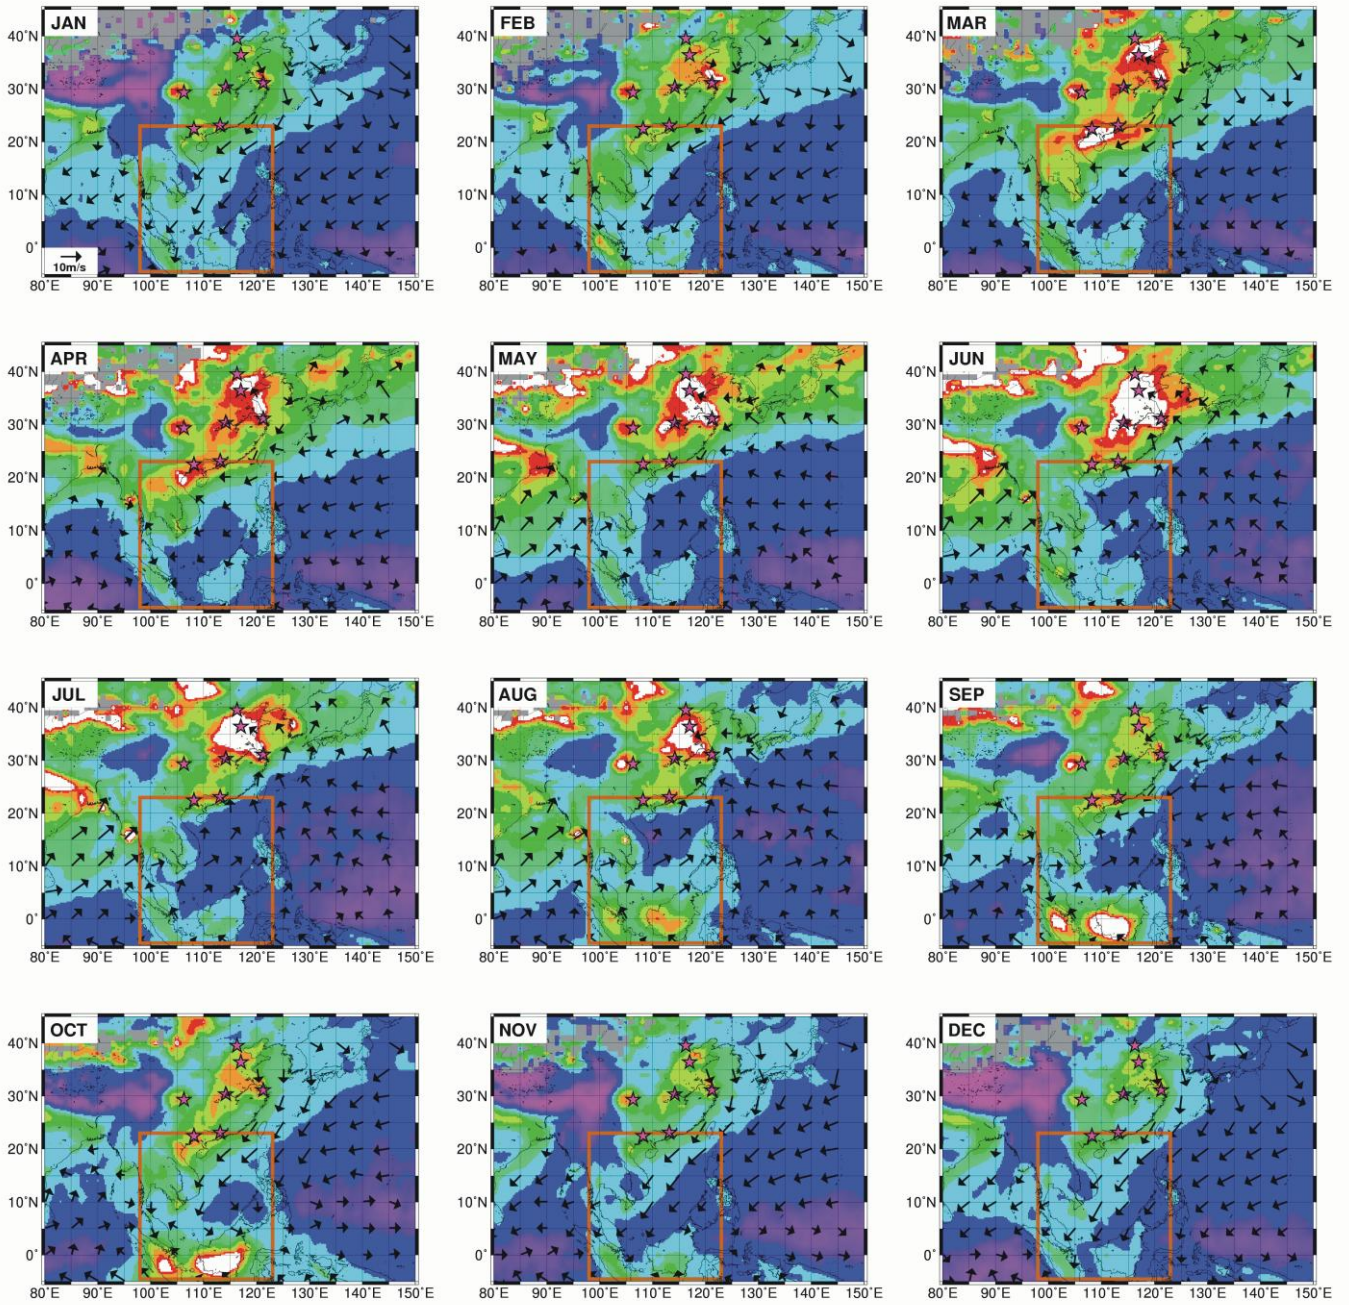 JAN FEB MAR
40°N 40°N 40°N
30°N 30°N 30°N
20°N 20°N 20°N
10°N 10°N 10°N
0° 0° 0°
10m/s
80°E 90°E 100°E 110°E 120°E 130°E 140°E 150°E 80°E 90°E 100°E 110°E 120°E 130°E 140°E 150°E 80°E 90°E 100°E 110°E 120°E 130°E 140°E 150°E
APR MAY JUN
40°N 40°N 40°N
30°N 30°N 30°N
20°N 20°N 20°N
10°N 10°N 10°N
0° 0° 0°
80°E 90°E 100°E 110°E 120°E 130°E 140°E 150°E 80°E 90°E 100°E 110°E 120°E 130°E 140°E 150°E 80°E 90°E 100°E 110°E 120°E 130°E 140°E 150°E
JUL AUG SEP
40°N 40°N 40°N
30°N 30°N 30°N
20°N 20°N 20°N
10°N 10°N 10°N
0° 0° 0°
80°E 90°E 100°E 110°E 120°E 130°E 140°E 150°E 80°E 90°E 100°E 110°E 120°E 130°E 140°E 150°E 80°E 90°E 100°E 110°E 120°E 130°E 140°E 150°E
OCT NOV DEC
40°N 40°N 40°N
30°N 30°N 30°N
20°N 20°N 20°N
10°N 10°N 10°N
0° 0° 0°
80°E 90°E 100°E 110°E 120°E 130°E 140°E 150°E 80°E 90°E 100°E 110°E 120°E 130°E 140°E 150°E 80°E 90°E 100°E 110°E 120°E 130°E 140°E 150°E